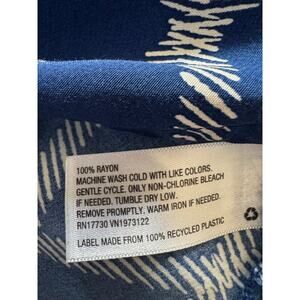 100% RAYON
MACHINE WASH COLD WITH LIKE COLORS.
GENTLE CYCLE. ONLY NON-CHLORINE BLEACH
IF NEEDED. TUMBLE DRY LOW.
REMOVE PROMPTLY. WARM IRON IF NEEDED.
RN17730 VN1973122
LABEL MADE FROM 100% RECYCLED PLASTIC